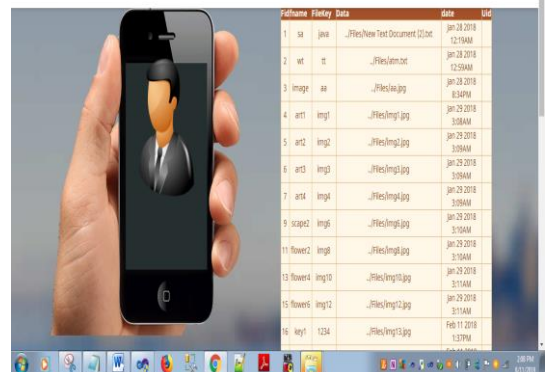 Fid fname FileKey Data date Uid
1 sa java ../Files/New Text Document (2).txt Jan 28 2018 12:19AM
2 wt tt ../Files/atm.txt Jan 28 2018 12:59AM
3 image aa ../Files/aa.jpg Jan 28 2018 8:34PM
4 art1 img1 ../Files/img1.jpg Jan 29 2018 3:08AM
5 art2 img2 ../Files/img2.jpg Jan 29 2018 3:09AM
6 art3 img3 ../Files/img3.jpg Jan 29 2018 3:09AM
7 art4 img4 ../Files/img4.jpg Jan 29 2018 3:09AM
9 scape2 img6 ../Files/img6.jpg Jan 29 2018 3:10AM
11 flower2 img8 ../Files/img8.jpg Jan 29 2018 3:10AM
13 flower4 img10 ../Files/img10.jpg Jan 29 2018 3:11AM
15 flower6 img12 ../Files/img12.jpg Jan 29 2018 3:11AM
16 key1 1234 ../Files/img13.jpg Feb 11 2018 1:37PM
2:06 PM